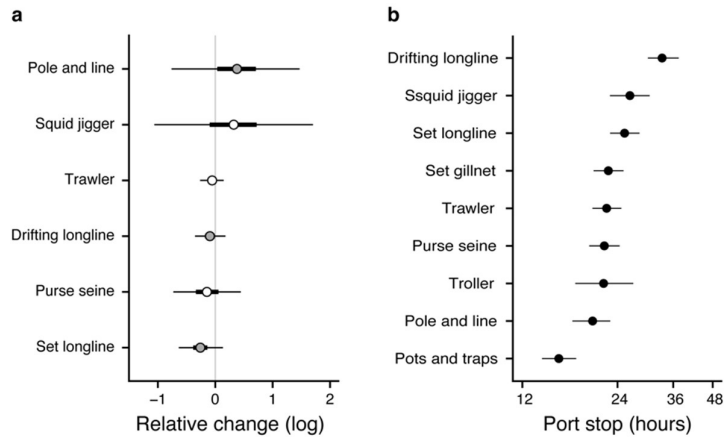 a
Pole and line
Squid jigger
Trawler
Drifting longline
Purse seine
Set longline
−1 0 1 2
Relative change (log)
b
Drifting longline
Ssquid jigger
Set longline
Set gillnet
Trawler
Purse seine
Troller
Pole and line
Pots and traps
12 24 36 48
Port stop (hours)